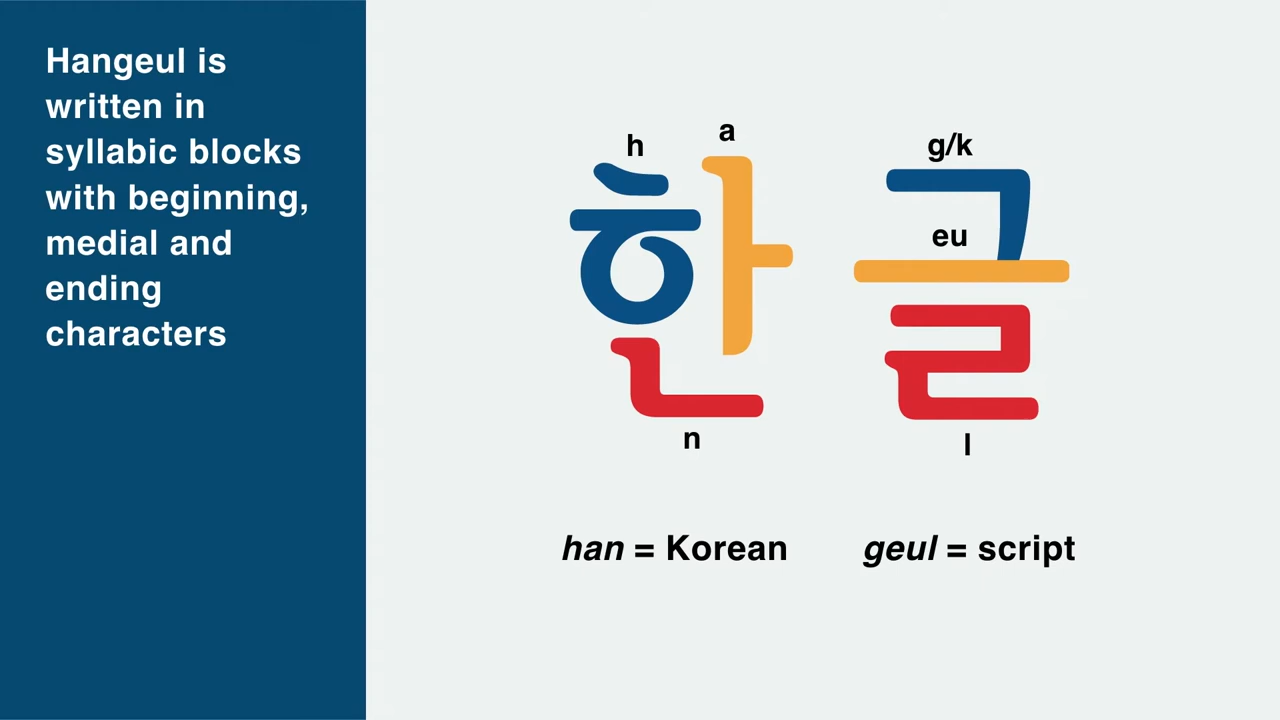 Hangeul is
written in
syllabic blocks
with beginning,
medial and
ending
characters
h
a
g/k
eu
한글
n
l
han = Korean
geul = script